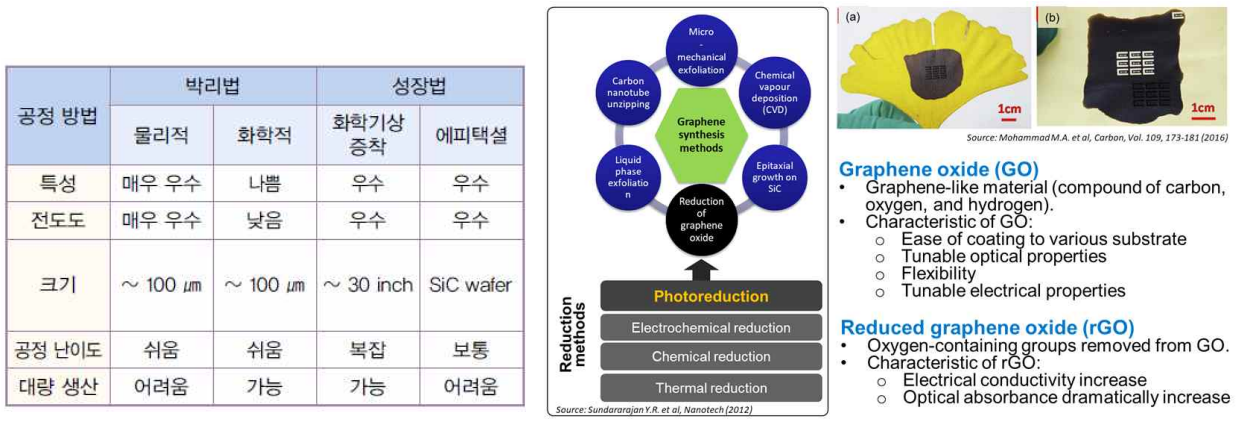 공정 방법 박리법 성장법
물리적 화학적 화학기상 증착 에피택셜
특성 매우 우수 나쁨 우수 우수
전도도 매우 우수 낮음 우수 우수
크기 ~ 100 ㎛ ~ 100 ㎛ ~ 30 inch SiC wafer
공정 난이도 쉬움 쉬움 복잡 보통
대량 생산 어려움 가능 가능 어려움
Micro
-
mechanical
exfoliation
Carbon
nanotube
unzipping
Chemical
vapour
deposition
(CVD)
Graphene
synthesis
methods
Liquid
phase
exfoliatio
n
Epitaxial
growth on
SiC
Reduction
of
graphene
oxide
Reduction
methods
Photoreduction
Electrochemical reduction
Chemical reduction
Thermal reduction
Source: Sundararajan Y.R. et al, Nanotech (2012)
(a)
1cm
(b)
1cm
Source: Mohammad M.A. et al, Carbon, Vol. 109, 173-181 (2016)
Graphene oxide (GO)
• Graphene-like material (compound of carbon,
oxygen, and hydrogen).
• Characteristic of GO:
o Ease of coating to various substrate
o Tunable optical properties
o Flexibility
o Tunable electrical properties
Reduced graphene oxide (rGO)
• Oxygen-containing groups removed from GO.
• Characteristic of rGO:
o Electrical conductivity increase
o Optical absorbance dramatically increase